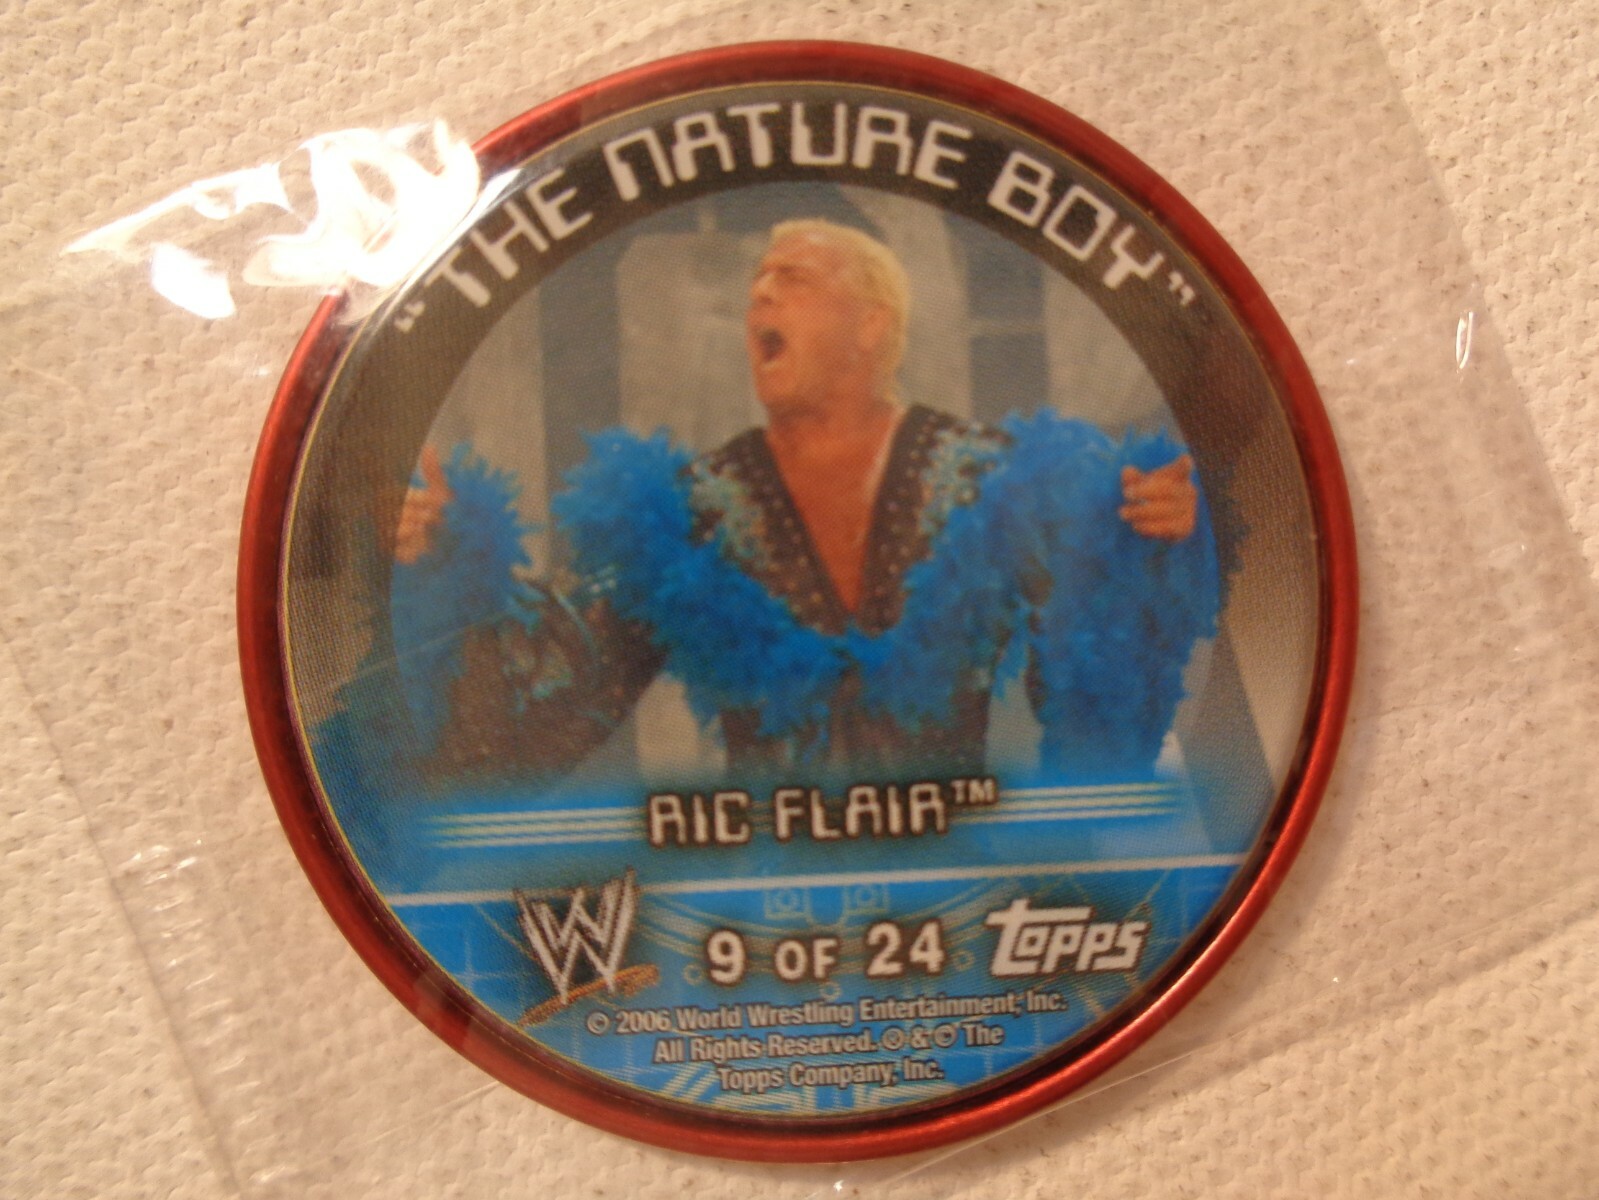 "THE NATURE BOY"
RIC FLAIR™
W
9 OF 24
Topps
© 2006 World Wrestling Entertainment, Inc.
All Rights Reserved. ® & © The
Topps Company, Inc.